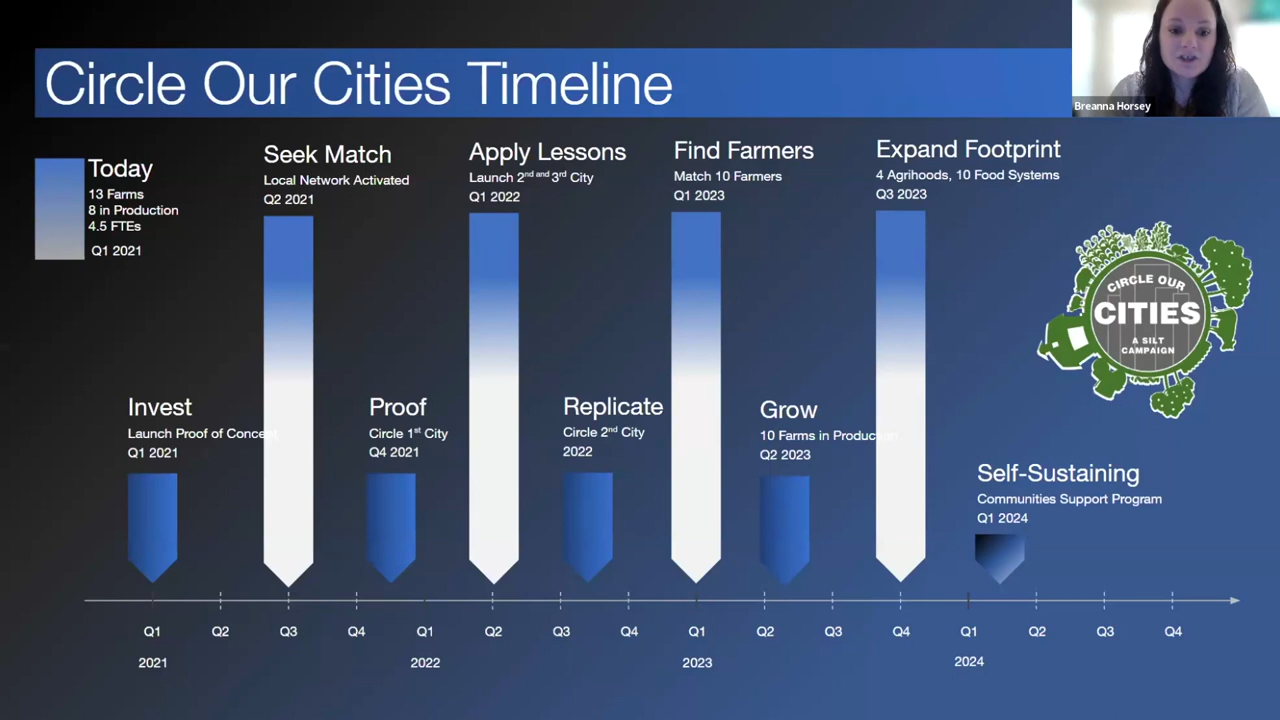 Circle Our Cities Timeline
Breanna Horsey
Today
13 Farms
8 in Production
4.5 FTEs
Q1 2021
Seek Match
Local Network Activated
Q2 2021
Apply Lessons
Launch 2nd and 3rd City
Q1 2022
Find Farmers
Match 10 Farmers
Q1 2023
Expand Footprint
4 Agrihoods, 10 Food Systems
Q3 2023
CIRCLE OUR
CITIES
A SILT
CAMPAIGN
Invest
Launch Proof of Concept
Q1 2021
Proof
Circle 1st City
Q4 2021
Replicate
Circle 2nd City
2022
Grow
10 Farms in Production
Q2 2023
Self-Sustaining
Communities Support Program
Q1 2024
Q1 Q2 Q3 Q4 Q1 Q2 Q3 Q4 Q1 Q2 Q3 Q4 Q1 Q2 Q3 Q4
2021 2022 2023 2024